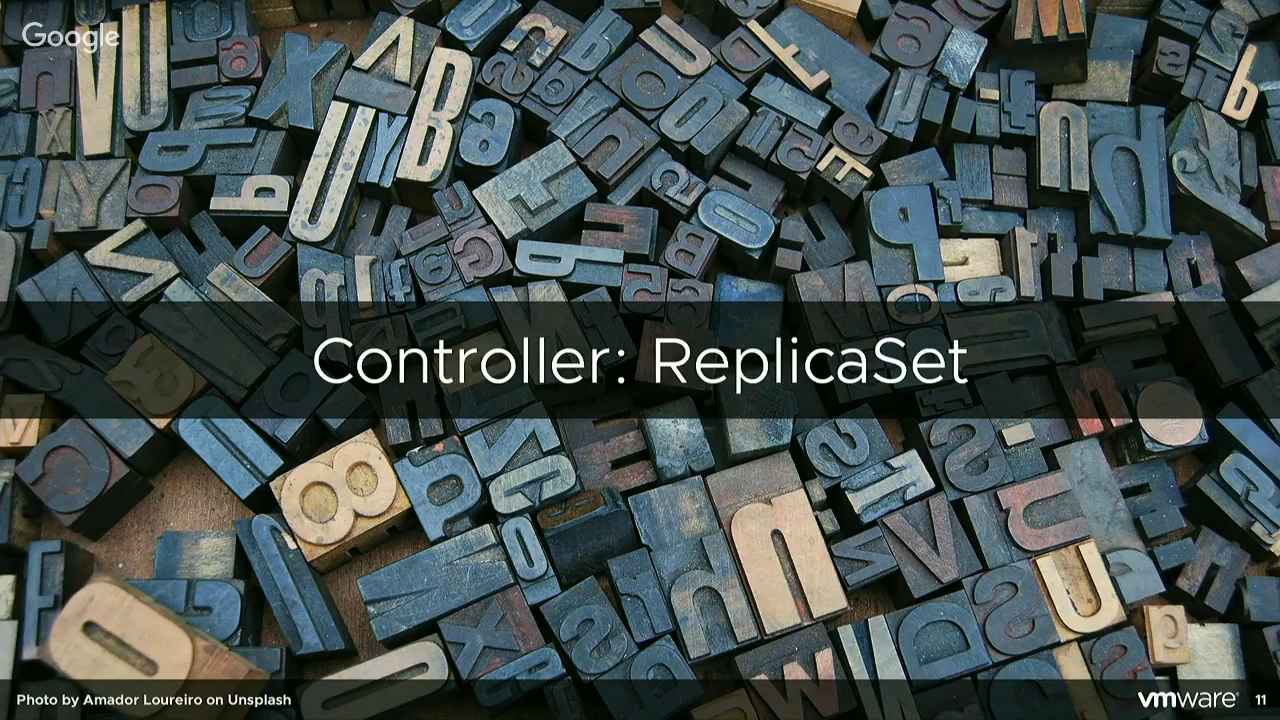 Google
Controller: ReplicaSet
Photo by Amador Loureiro on Unsplash
vmware 11